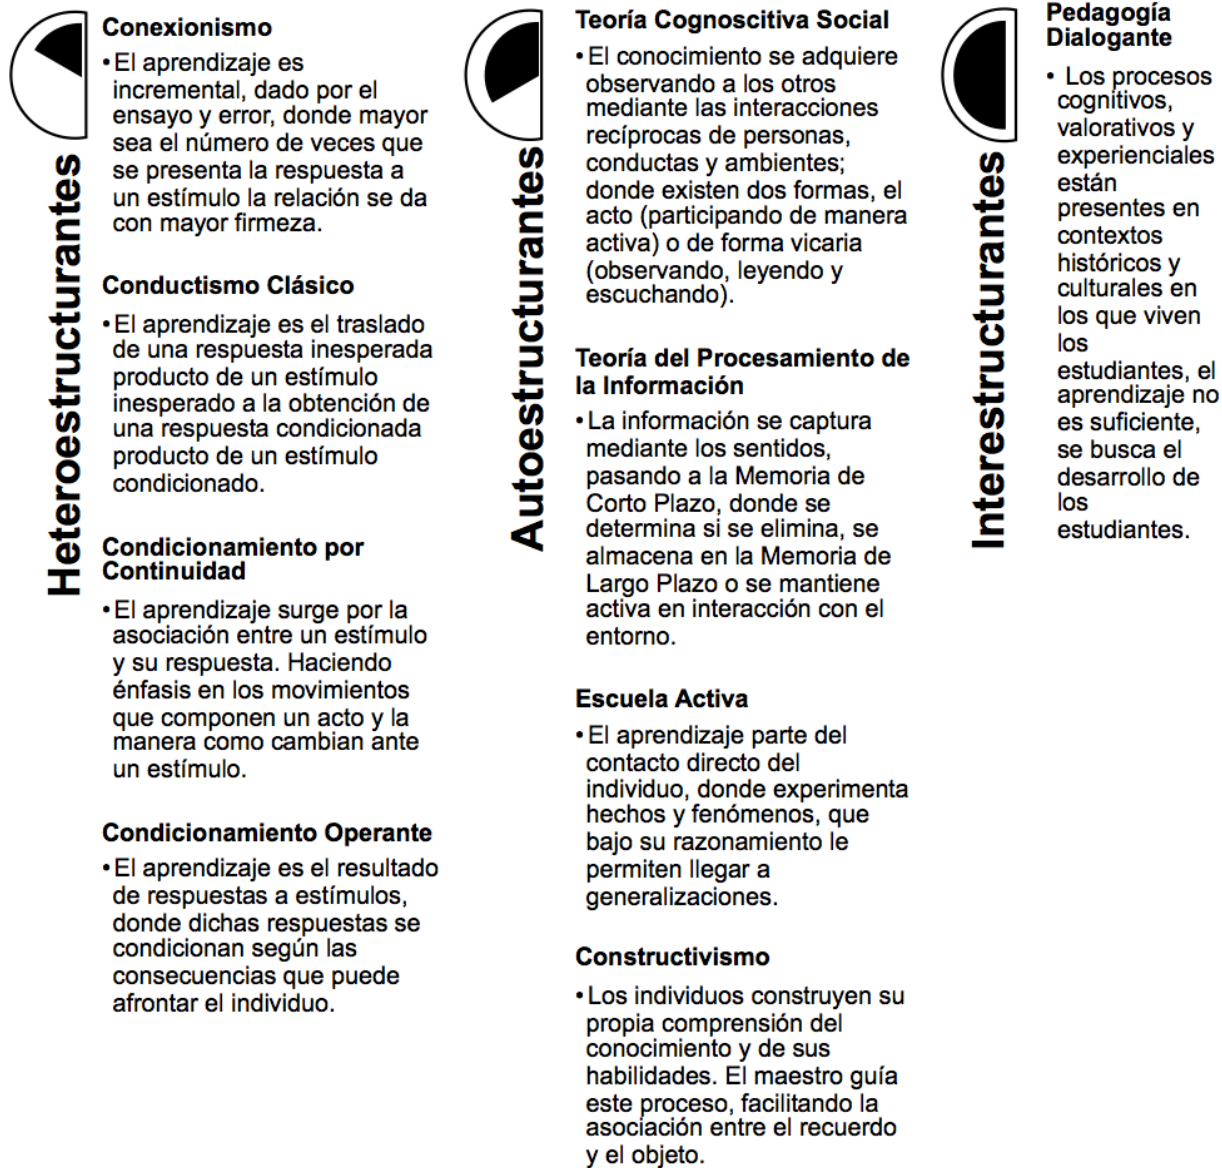 Heteroestructurantes
Conexionismo
• El aprendizaje es
incremental, dado por el
ensayo y error, donde mayor
sea el número de veces que
se presenta la respuesta a
un estímulo la relación se da
con mayor firmeza.
Conductismo Clásico
• El aprendizaje es el traslado
de una respuesta inesperada
producto de un estímulo
inesperado a la obtención de
una respuesta condicionada
producto de un estímulo
condicionado.
Condicionamiento por
Continuidad
• El aprendizaje surge por la
asociación entre un estímulo
y su respuesta. Haciendo
énfasis en los movimientos
que componen un acto y la
manera como cambian ante
un estímulo.
Condicionamiento Operante
• El aprendizaje es el resultado
de respuestas a estímulos,
donde dichas respuestas se
condicionan según las
consecuencias que puede
afrontar el individuo.
Autoestructurantes
Teoría Cognoscitiva Social
• El conocimiento se adquiere
observando a los otros
mediante las interacciones
recíprocas de personas,
conductas y ambientes;
donde existen dos formas, el
acto (participando de manera
activa) o de forma vicaria
(observando, leyendo y
escuchando).
Teoría del Procesamiento de
la Información
• La información se captura
mediante los sentidos,
pasando a la Memoria de
Corto Plazo, donde se
determina si se elimina, se
almacena en la Memoria de
Largo Plazo o se mantiene
activa en interacción con el
entorno.
Escuela Activa
• El aprendizaje parte del
contacto directo del
individuo, donde experimenta
hechos y fenómenos, que
bajo su razonamiento le
permiten llegar a
generalizaciones.
Constructivismo
• Los individuos construyen su
propia comprensión del
conocimiento y de sus
habilidades. El maestro guía
este proceso, facilitando la
asociación entre el recuerdo
y el objeto.
Interestructurantes
Pedagogía
Dialogante
• Los procesos
cognitivos,
valorativos y
experienciales
están
presentes en
contextos
históricos y
culturales en
los que viven
los
estudiantes, el
aprendizaje no
es suficiente,
se busca el
desarrollo de
los
estudiantes.